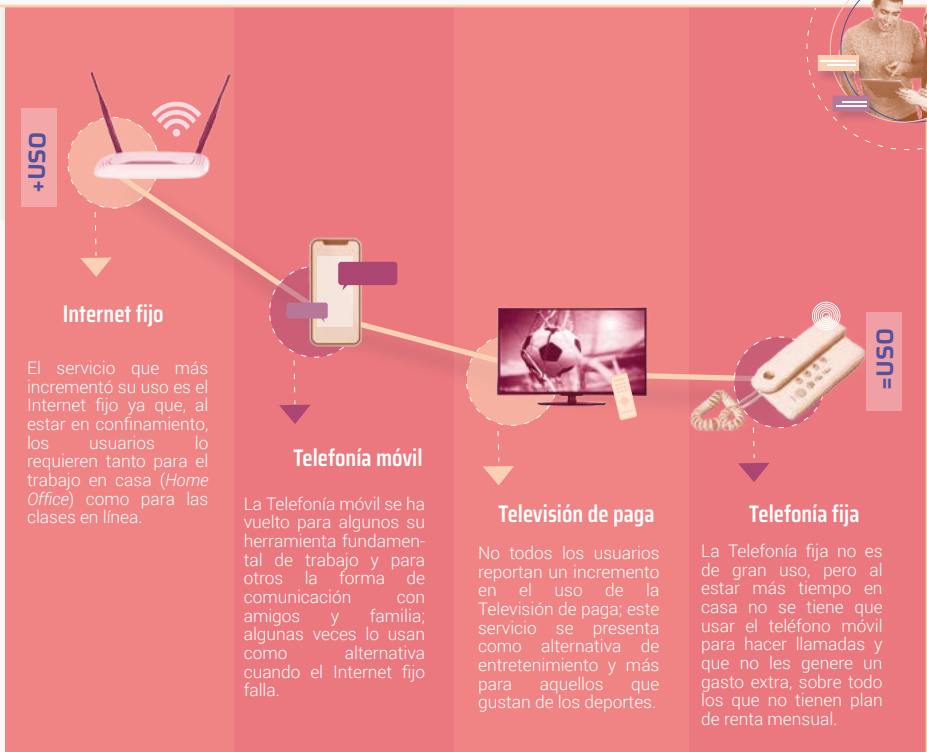 +USO
Internet fijo
El servicio que más
incrementó su uso es el
Internet fijo ya que, al
estar en confinamiento,
los usuarios lo
requieren tanto para el
trabajo en casa (Home
Office) como para las
clases en línea.
Telefonía móvil
La Telefonía móvil se ha
vuelto para algunos su
herramienta fundamen-
tal de trabajo y para
otros la forma de
comunicación con
amigos y familia;
algunas veces lo usan
como alternativa
cuando el Internet fijo
falla.
Televisión de paga
No todos los usuarios
reportan un incremento
en el uso de la
Televisión de paga; este
servicio se presenta
como alternativa de
entretenimiento y más
para aquellos que
gustan de los deportes.
=USO
Telefonía fija
La Telefonía fija no es
de gran uso, pero al
estar más tiempo en
casa no se tiene que
usar el teléfono móvil
para hacer llamadas y
que no les genere un
gasto extra, sobre todo
los que no tienen plan
de renta mensual.